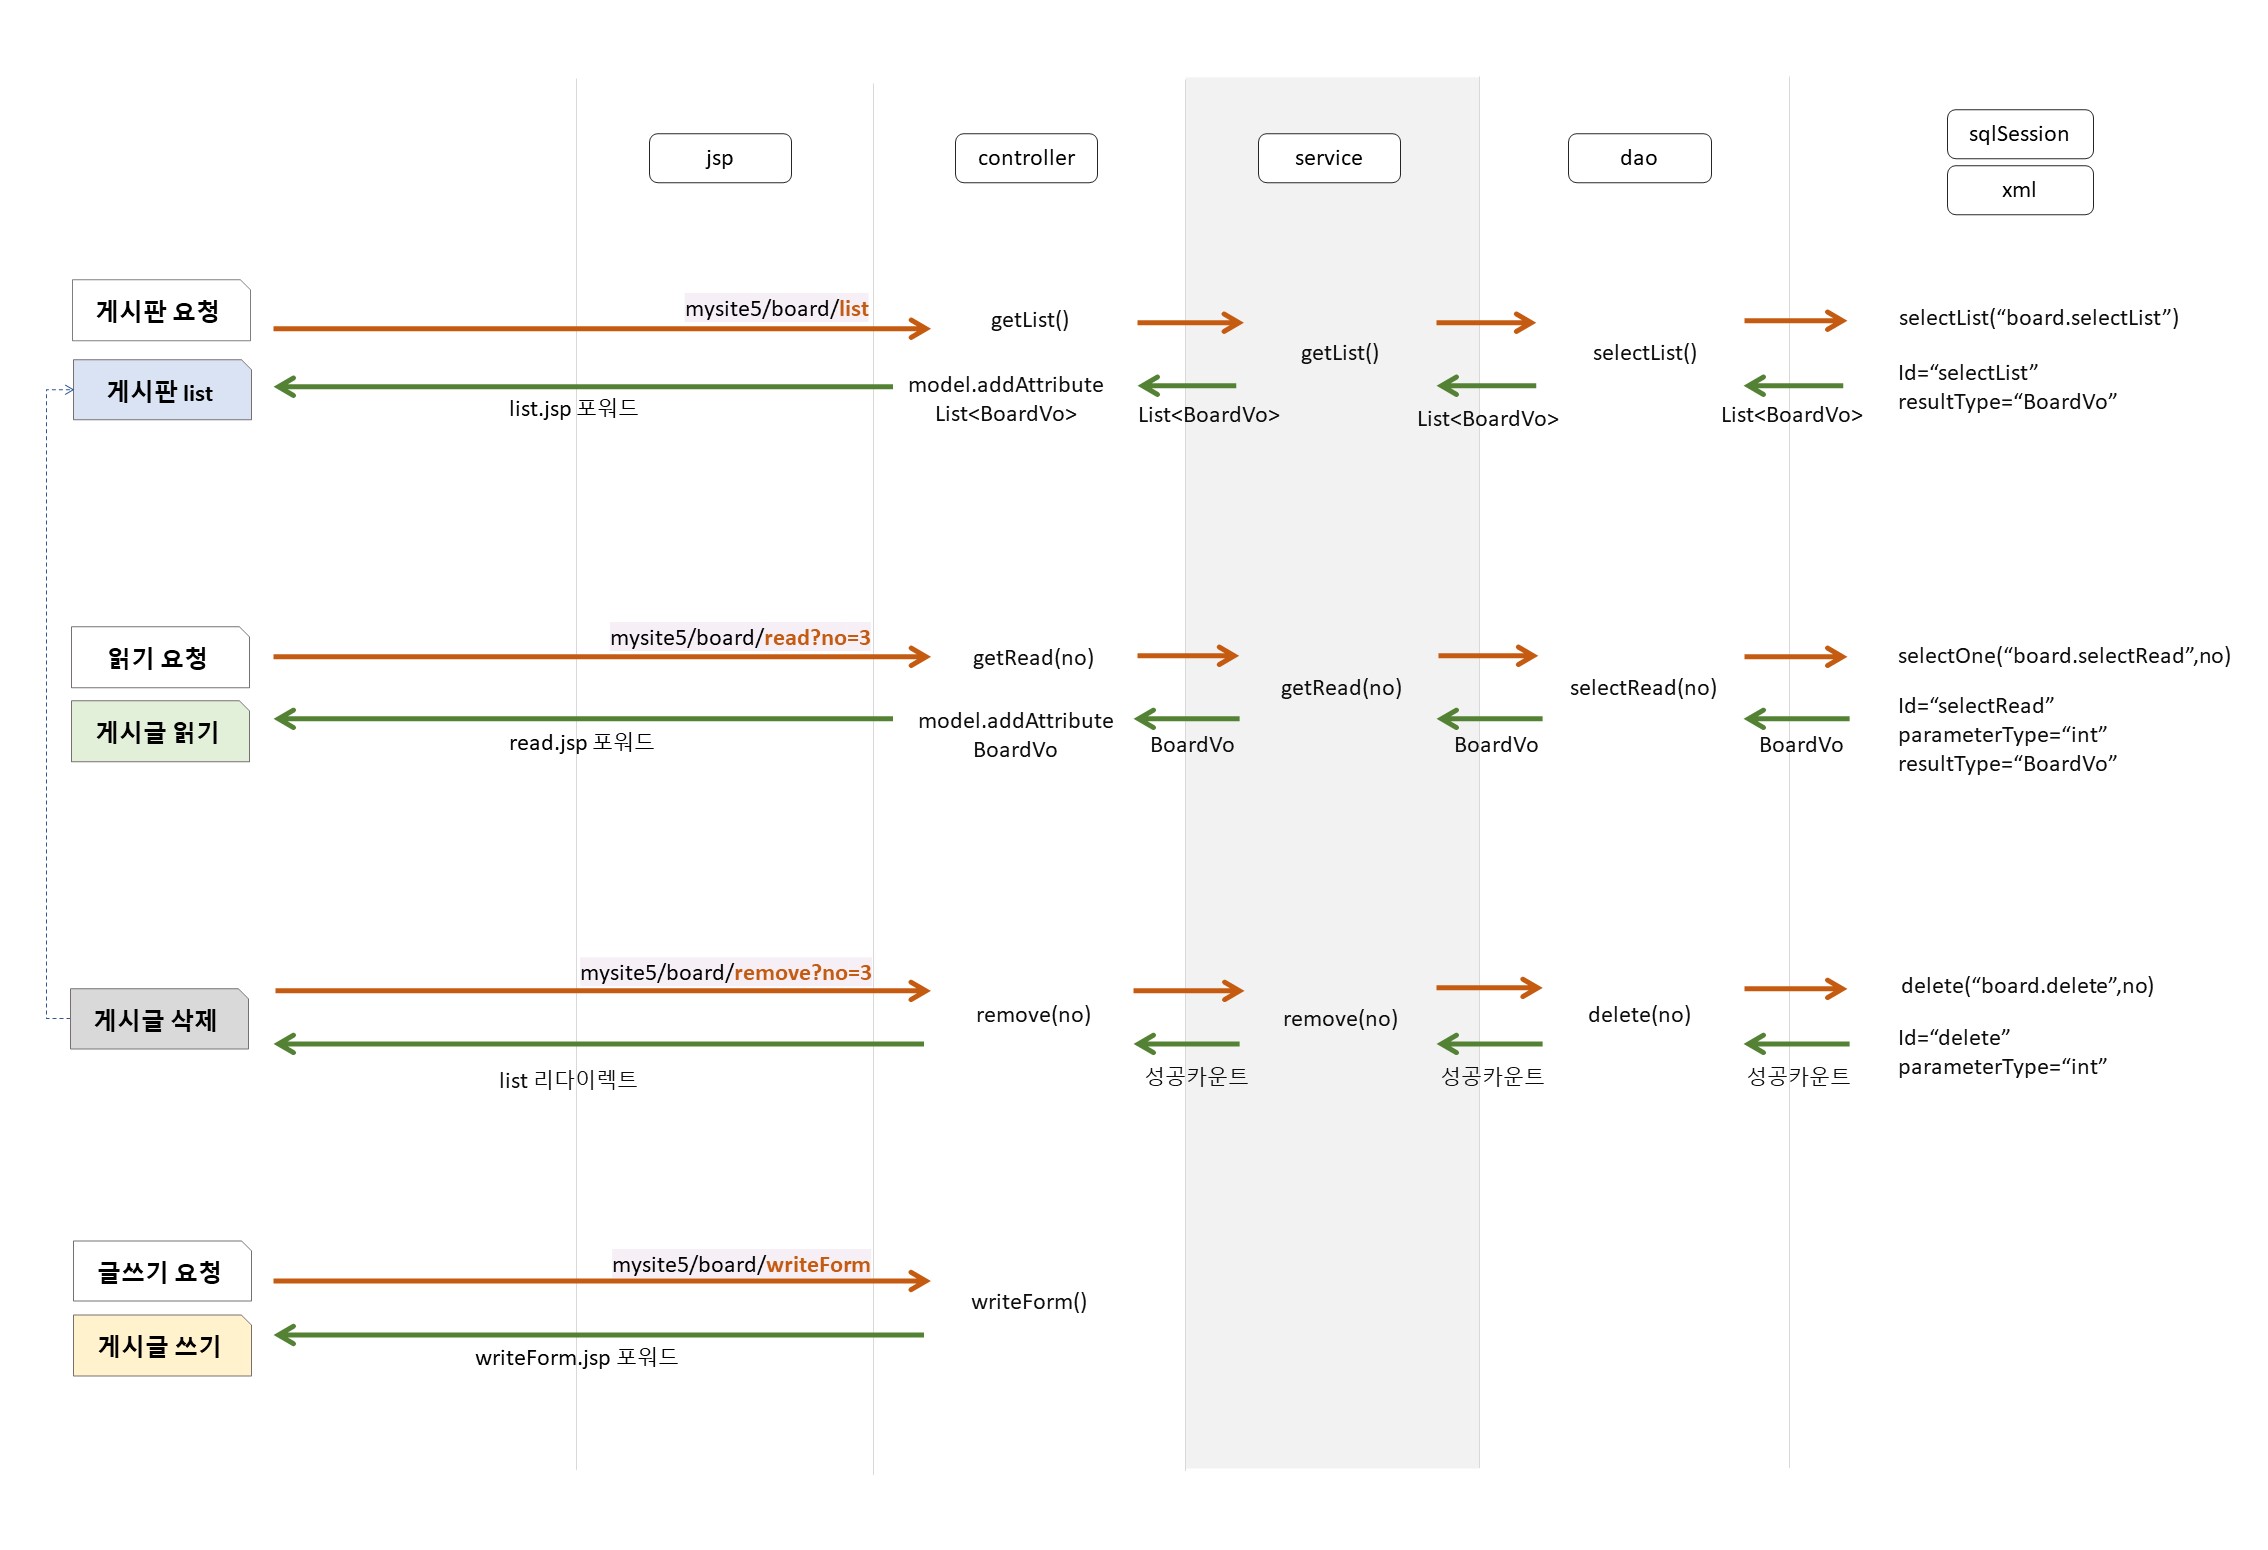 jsp
controller
service
dao
sqlSession
xml
게시판 요청
mysite5/board/list
getList()
getList()
selectList()
selectList(“board.selectList”)
게시판 list
list.jsp 포워드
model.addAttribute
List<BoardVo>
List<BoardVo>
List<BoardVo>
List<BoardVo>
Id=“selectList”
resultType=“BoardVo”
읽기 요청
mysite5/board/read?no=3
getRead(no)
getRead(no)
selectRead(no)
selectOne(“board.selectRead”,no)
게시글 읽기
read.jsp 포워드
model.addAttribute
BoardVo
BoardVo
BoardVo
BoardVo
Id=“selectRead”
parameterType=“int”
resultType=“BoardVo”
게시글 삭제
mysite5/board/remove?no=3
remove(no)
remove(no)
delete(no)
delete(“board.delete”,no)
list 리다이렉트
성공카운트
성공카운트
성공카운트
Id=“delete”
parameterType=“int”
글쓰기 요청
mysite5/board/writeForm
writeForm()
게시글 쓰기
writeForm.jsp 포워드